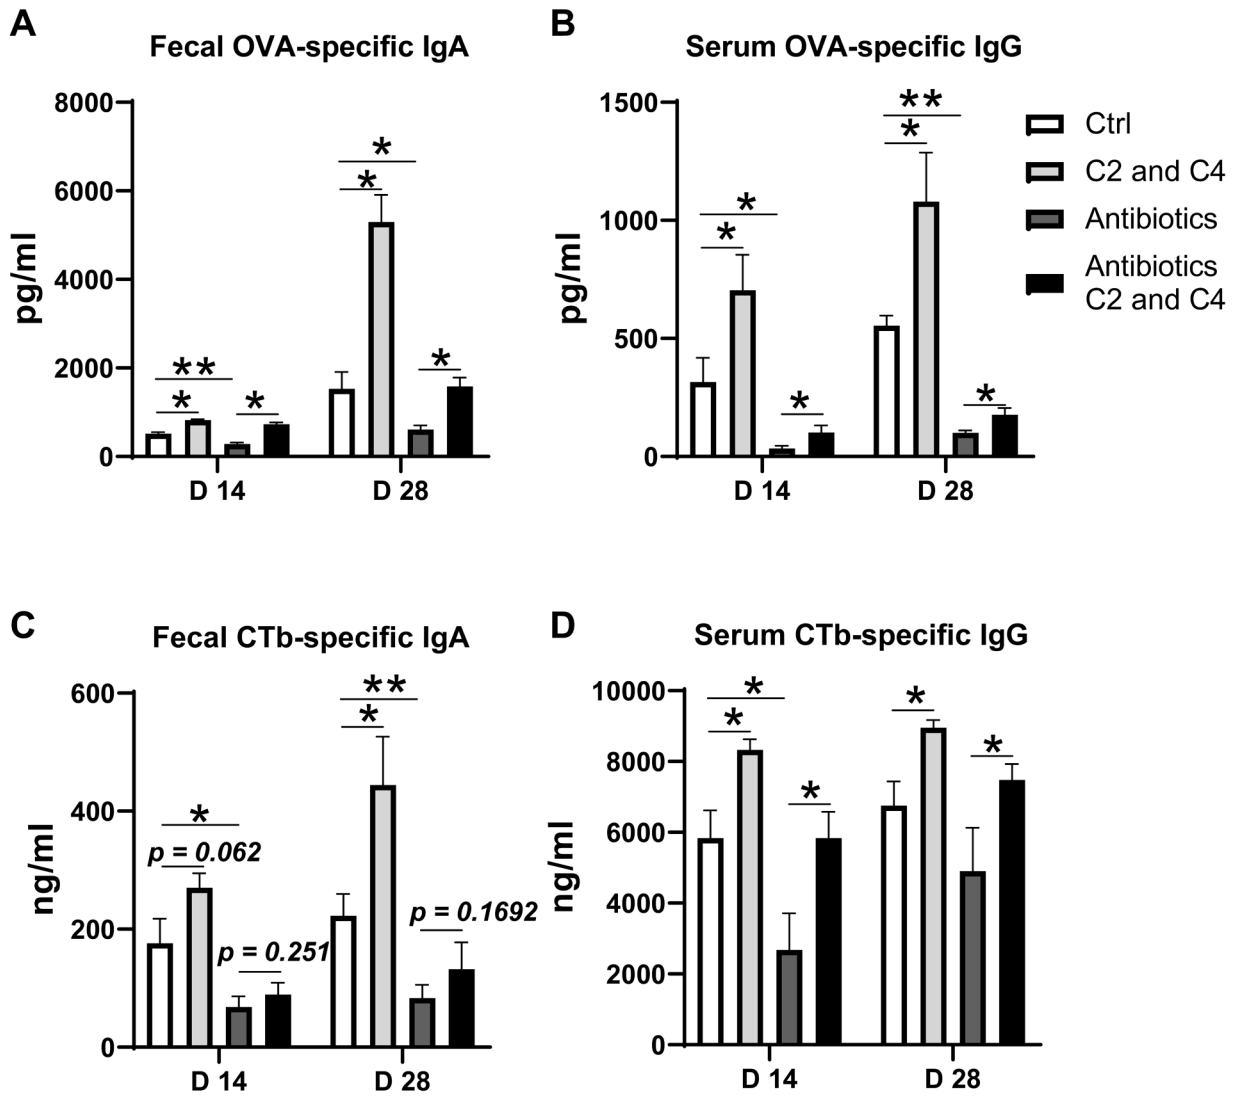 A
Fecal OVA-specific IgA
pg/ml
8000
6000
4000
2000
0
**
*
*
*
*
*
D 14
D 28
B
Serum OVA-specific IgG
pg/ml
1500
1000
500
0
*
*
*
**
*
*
D 14
D 28
Ctrl
C2 and C4
Antibiotics
Antibiotics
C2 and C4
C
Fecal CTb-specific IgA
ng/ml
600
400
200
0
*
p = 0.062
p = 0.251
**
*
p = 0.1692
D 14
D 28
D
Serum CTb-specific IgG
ng/ml
10000
8000
6000
4000
2000
0
*
*
*
*
*
D 14
D 28